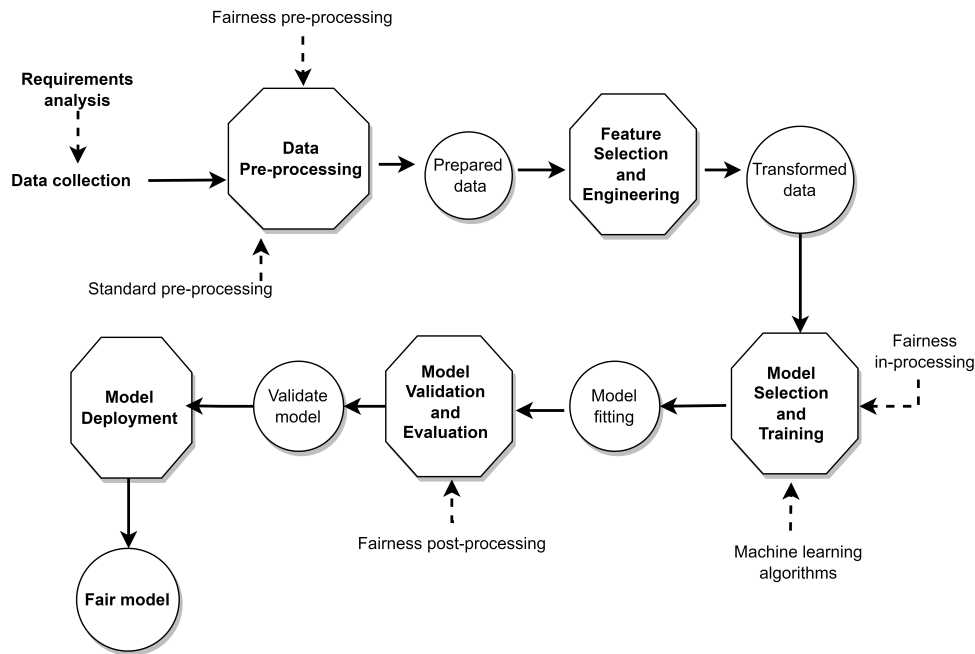 Fairness pre-processing
Requirements
analysis
Data collection
Data
Pre-processing
Prepared
data
Feature
Selection
and
Engineering
Transformed
data
Standard pre-processing
Fairness
in-processing
Model
Selection
and
Training
Machine learning
algorithms
Model
fitting
Model
Validation
and
Evaluation
Fairness post-processing
Validate
model
Model
Deployment
Fair model